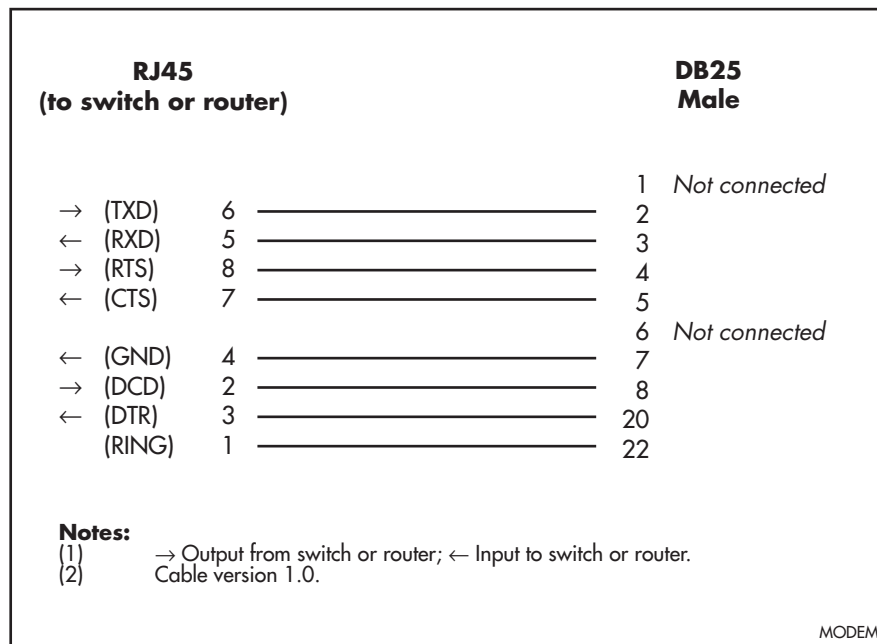 RJ45
(to switch or router)
DB25
Male
1 Not connected
→ (TXD) 6 2
← (RXD) 5 3
→ (RTS) 8 4
← (CTS) 7 5
6 Not connected
← (GND) 4 7
→ (DCD) 2 8
← (DTR) 3 20
(RING) 1 22
Notes:
(1) → Output from switch or router; ← Input to switch or router.
(2) Cable version 1.0.
MODEM